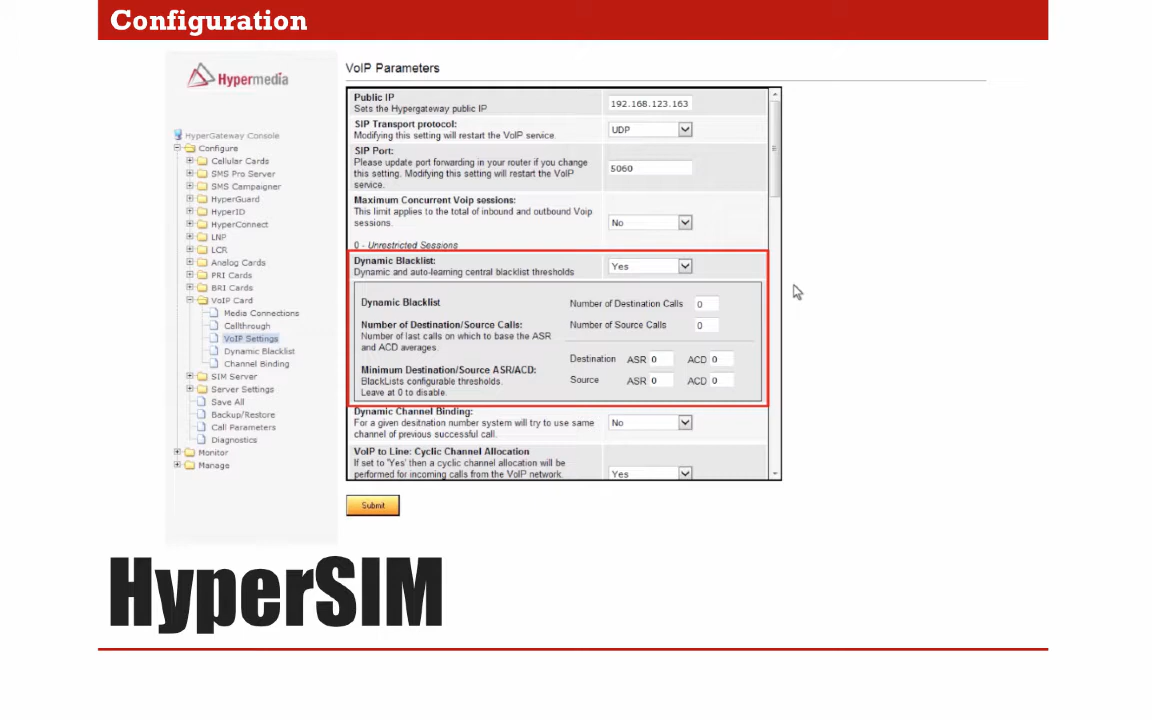 Configuration
Hypermedia
HyperGateway Console
Configure
Cellular Cards
SMS Pro Server
SMS Campaigner
HyperGuard
HyperID
HyperConnect
LNP
LCR
Analog Cards
PRI Cards
BRI Cards
VoIP Card
Media Connections
Callthrough
VoIP Settings
Dynamic Blacklist
Channel Binding
SIM Server
Server Settings
Save All
Backup/Restore
Call Parameters
Diagnostics
Monitor
Manage
VoIP Parameters
Public IP
Sets the Hypergateway public IP
192.168.123.163
SIP Transport protocol:
Modifying this setting will restart the VoIP service.
UDP
SIP Port:
Please update port forwarding in your router if you change
this setting. Modifying this setting will restart the VoIP
service.
5060
Maximum Concurrent Voip sessions:
This limit applies to the total of inbound and outbound Voip
sessions.
No
0 - Unrestricted Sessions
Dynamic Blacklist:
Dynamic and auto-learning central blacklist thresholds
Yes
Dynamic Blacklist
Number of Destination Calls 0
Number of Destination/Source Calls:
Number of last calls on which to base the ASR
and ACD averages.
Number of Source Calls 0
Minimum Destination/Source ASR/ACD:
BlackLists configurable thresholds.
Leave at 0 to disable.
Destination ASR 0 ACD 0
Source ASR 0 ACD 0
Dynamic Channel Binding:
For a given desitnation number system will try to use same
channel of previous successful call.
No
VoIP to Line: Cyclic Channel Allocation
If set to 'Yes' then a cyclic channel allocation will be
performed for incoming calls from the VoIP network.
Yes
Submit
HyperSIM